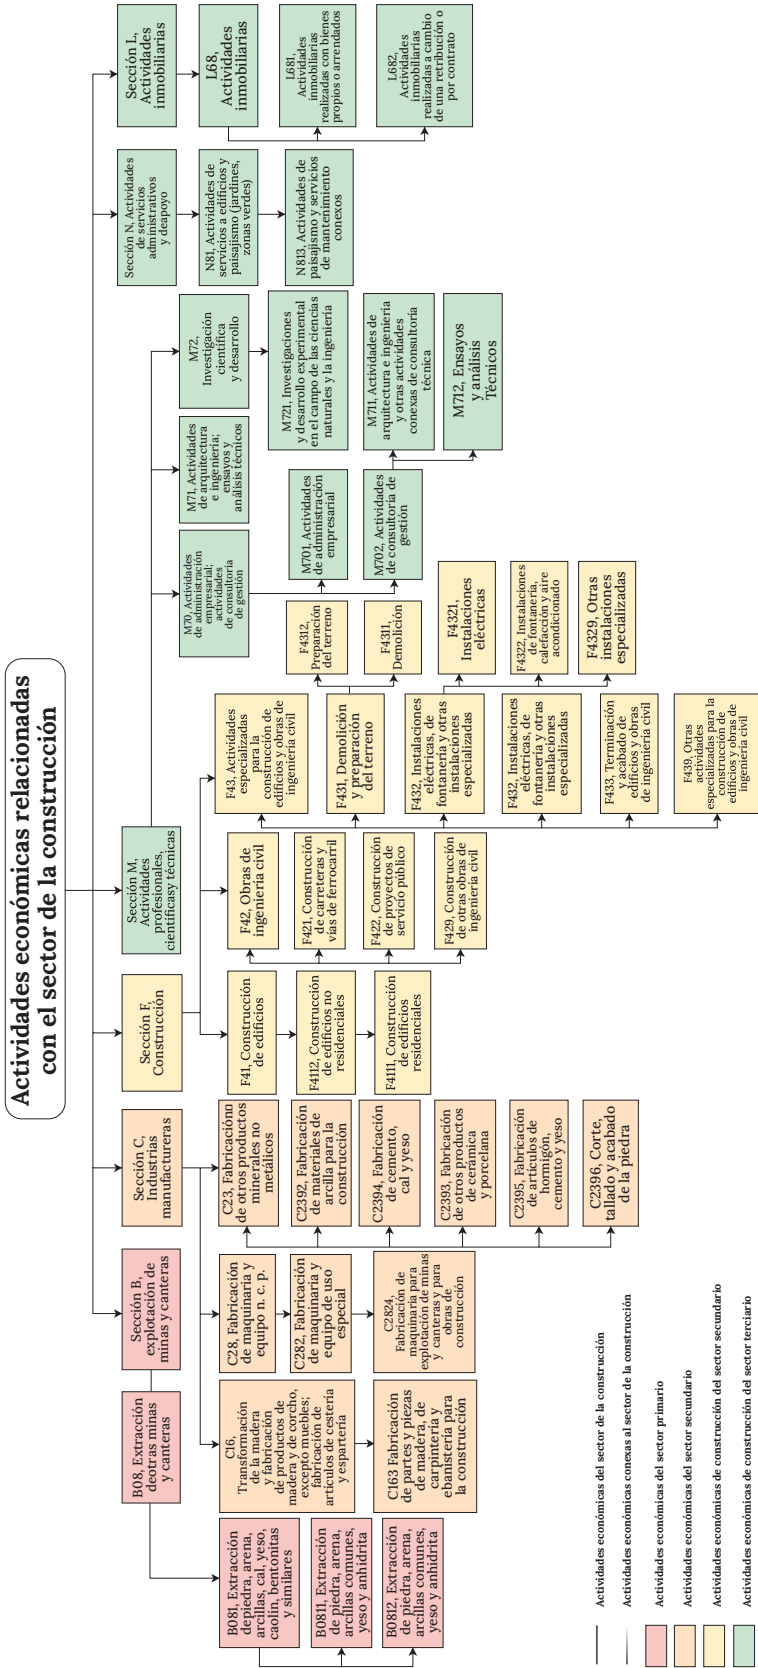 Actividades económicas relacionadas
con el sector de la construcción
Sección B,
explotación de
minas y canteras
B08, Extracción
deotras minas
y canteras
B081, Extracción
depiedra, arena,
arcillas, cal, yeso,
caolín, bentonitas
y similares
B0811, Extracción
de piedra, arena,
arcillas comunes,
yeso y anhidrita
B0812, Extracción
de piedra, arena,
arcillas comunes,
yeso y anhidrita
Sección C,
Industrias
manufactureras
C16,
Transformación
de la madera
y fabricación
de productos de
madera y de corcho,
excepto muebles;
fabricación de
artículos de cestería
y espartería
C163 Fabricación
de partes y piezas
de madera, de
carpintería y
ebanistería para
la construcción
C28, Fabricación
de maquinaria y
equipo n. c. p.
C282, Fabricación
de maquinaria y
equipo de uso
especial
C2824,
Fabricación de
maquinaria para
explotación de minas
y canteras y para
obras de
construcción
C23, Fabricaciónn
de otros productos
minerales no
metálicos
C2392, Fabricación
de materiales de
arcilla para la
construcción
C2394, Fabricación
de cemento,
cal y yeso
C2393, Fabricación
de otros productos
de cerámica
y porcelana
C2395, Fabricación
de artículos de
hormigón,
cemento y yeso
C2396, Corte,
tallado y acabado
de la piedra
Sección F,
Construcción
F41, Construcción
de edificios
F4112, Construcción
de edificios no
residenciales
F4111, Construcción
de edificios
residenciales
F42, Obras de
ingeniería civil
F421, Construcción
de carreteras y
vías de ferrocarril
F422, Construcción
de proyectos de
servicio público
F429, Construcción
de otras obras de
ingeniería civil
F43, Actividades
especializadas
para la
construcción de
edificios y obras de
ingeniería civil
F431, Demolición
y preparación
del terreno
F4312,
Preparación
del terreno
F4311,
Demolición
F432, Instalaciones
eléctricas, de
fontanería y otras
instalaciones
especializadas
F4321,
Instalaciones
eléctricas
F4322, Instalaciones
de fontanería,
calefacción y aire
acondicionado
F4329, Otras
instalaciones
especializadas
F432, Instalaciones
eléctricas, de
fontanería y otras
instalaciones
especializadas
F433, Terminación
y acabado de
edificios y obras
de ingeniería civil
F439, Otras
actividades
especializadas para la
construcción de
edificios y obras de
ingeniería civil
Sección M,
Actividades
profesionales,
científicasy técnicas
M70, Actividades
de administración
empresarial;
actividades
de consultoría
de gestión
M701, Actividades
de administración
empresarial
M702, Actividades
de consultoría de
gestión
M71, Actividades
de arquitectura
e ingeniería;
ensayos y
análisis técnicos
M711, Actividades de
arquitectura e ingeniería
y otras actividades
conexas de consultoría
técnica
M712, Ensayos
y análisis
Técnicos
M72,
Investigación
científica
y desarrollo
M721, Investigaciones
y desarrollo experimental
en el campo de las ciencias
naturales y la ingeniería
Sección N, Actividades
de servicios
administrativos
y deapoyo
N81, Actividades de
servicios a edificios y
paisajismo (jardines,
zonas verdes)
N813, Actividades de
paisajismo y servicios
de mantenimiento
conexos
Sección L,
Actividades
inmobiliarias
L68,
Actividades
inmobiliarias
L681,
Actividades
inmobiliarias
realizadas con bienes
propios o arrendados
L682,
Actividades
inmobiliarias
realizadas a cambio
de una retribución o
por contrato
Actividades económicas del sector de la construcción
Actividades económicas conexas al sector de la construcción
Actividades económicas del sector primario
Actividades económicas del sector secundario
Actividades económicas de construcción del sector secundario
Actividades económicas de construcción del sector terciario